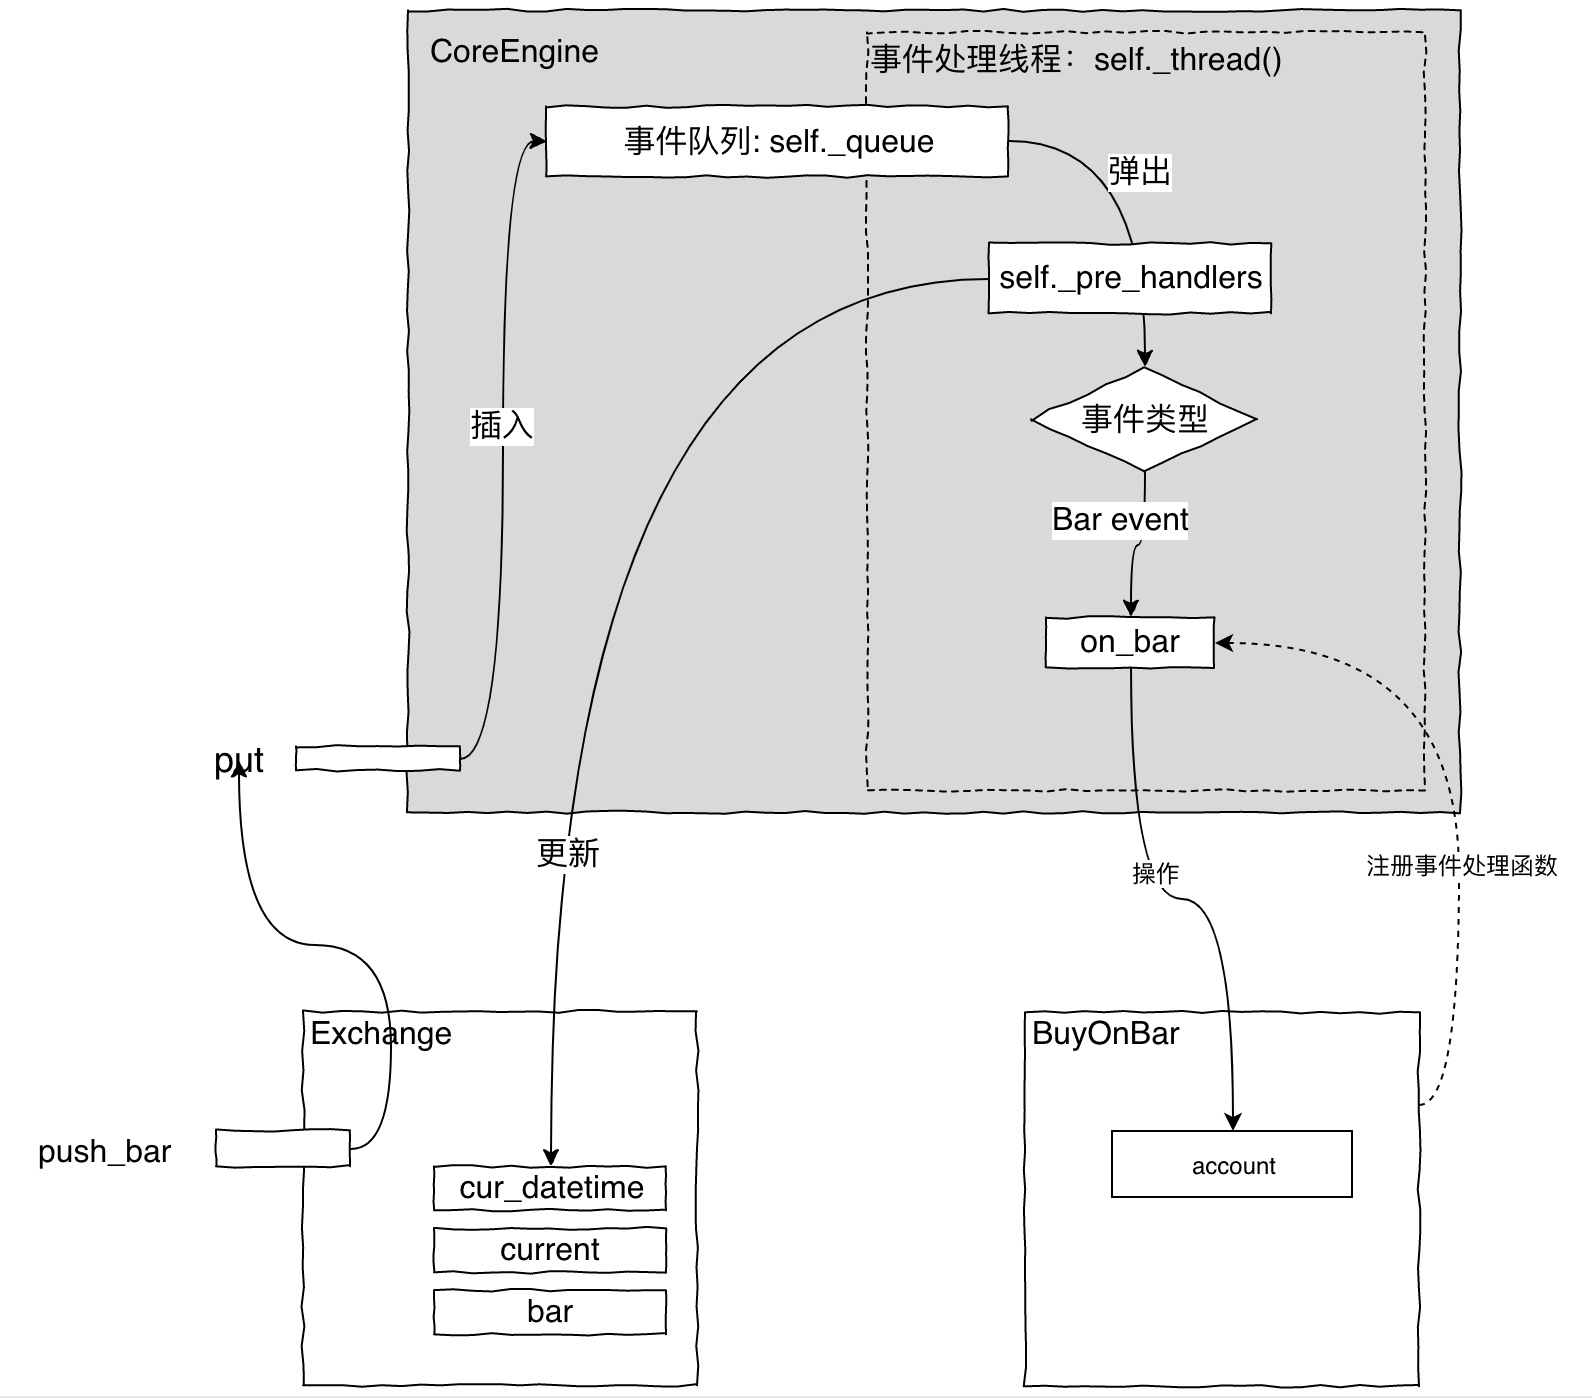 CoreEngine
事件处理线程：self._thread()
事件队列: self._queue
弹出
self._pre_handlers
事件类型
插入
Bar event
on_bar
put
更新
操作
注册事件处理函数
Exchange
BuyOnBar
push_bar
account
cur_datetime
current
bar